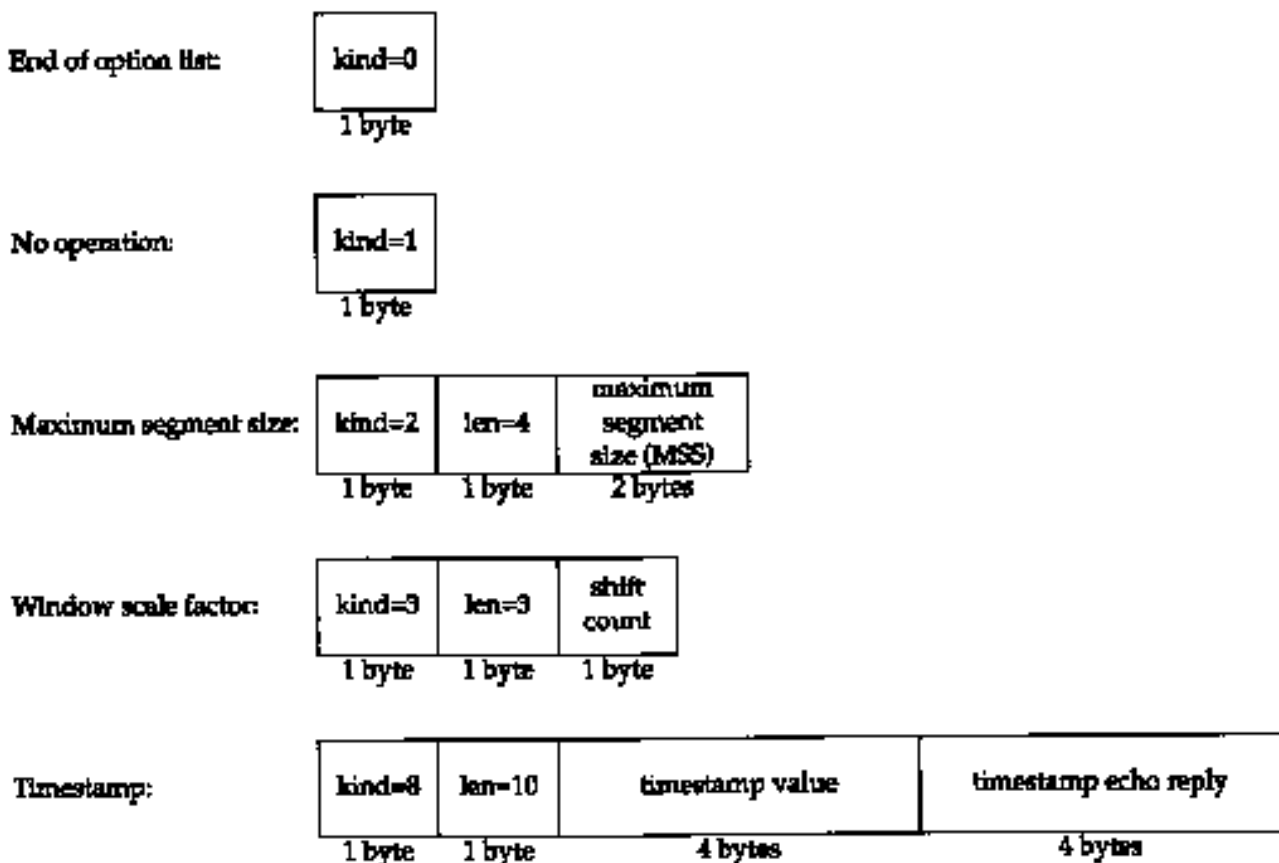 End of option list:
kind=0
1 byte
No operation:
kind=1
1 byte
Maximum segment size:
kind=2
len=4
maximum
segment
size (MSS)
1 byte
1 byte
2 bytes
Window scale factor:
kind=3
len=3
shift
count
1 byte
1 byte
1 byte
Timestamp:
kind=8
len=10
timestamp value
timestamp echo reply
1 byte
1 byte
4 bytes
4 bytes